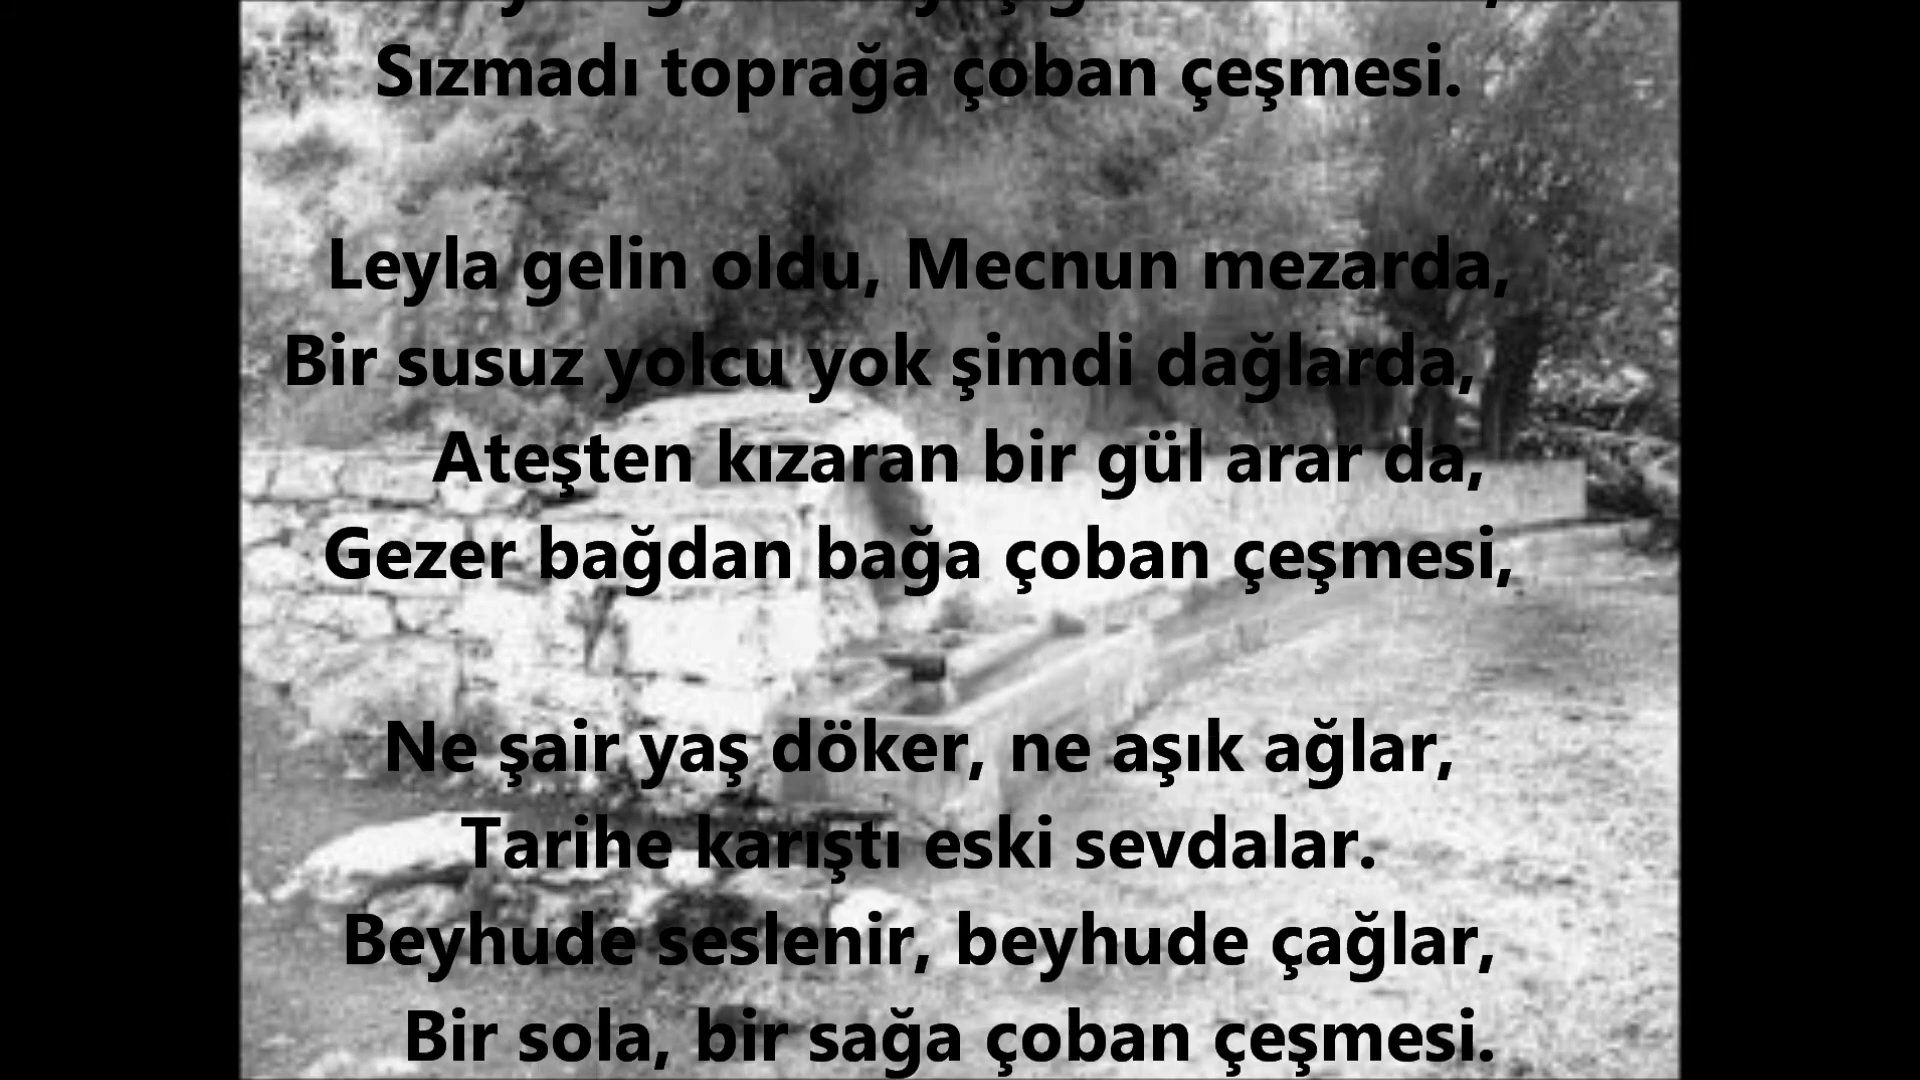 Sızmadı toprağa çoban çeşmesi.
Leyla gelin oldu, Mecnun mezarda,
Bir susuz yolcu yok şimdi dağlarda,
Ateşten kızaran bir gül arar da,
Gezer bağdan bağa çoban çeşmesi,
Ne şair yaş döker, ne aşık ağlar,
Tarihe karıştı eski sevdalar.
Beyhude seslenir, beyhude çağlar,
Bir sola, bir sağa çoban çeşmesi.